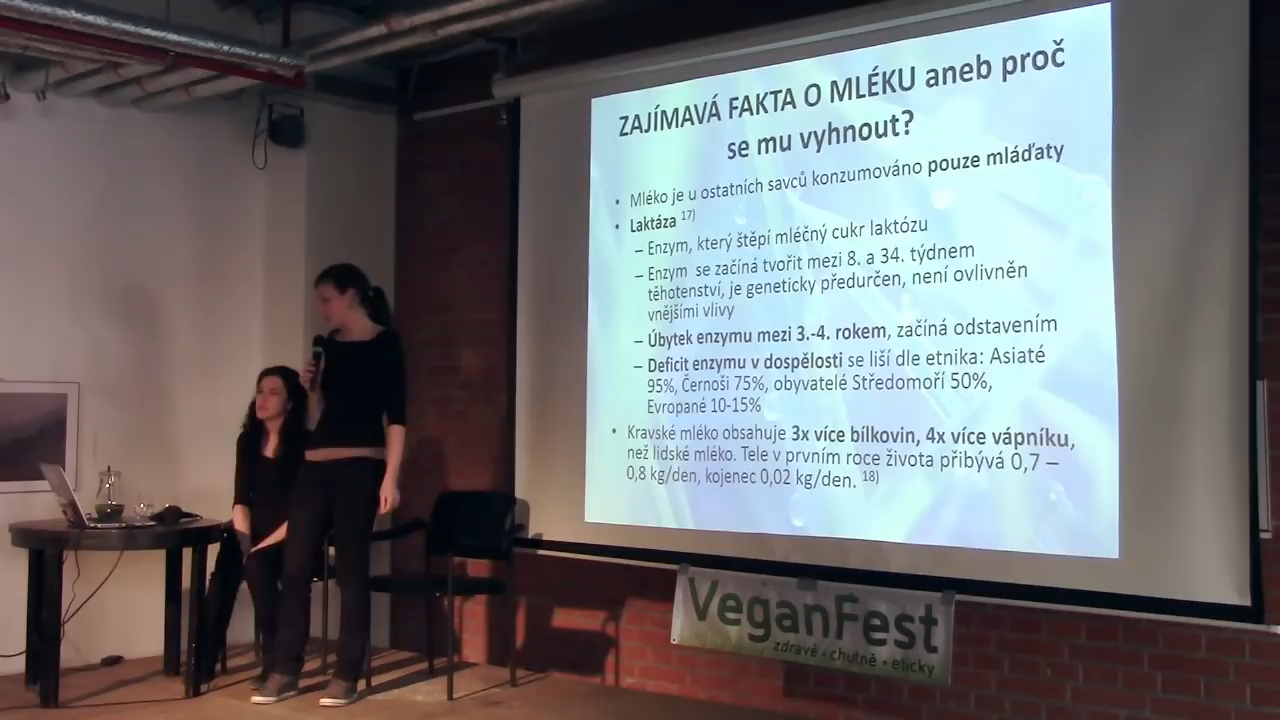 ZAJÍMAVÁ FAKTA O MLÉKU aneb proč
se mu vyhnout?
• Mléko je u ostatních savců konzumováno pouze mláďaty
• Laktáza 17)
– Enzym, který štěpí mléčný cukr laktózu
– Enzym se začíná tvořit mezi 8. a 34. týdnem
těhotenství, je geneticky předurčen, není ovlivněn
vnějšími vlivy
– Úbytek enzymu mezi 3.-4. rokem, začíná odstavením
– Deficit enzymu v dospělosti se liší dle etnika: Asiaté
95%, Černoši 75%, obyvatelé Středomoří 50%,
Evropané 10-15%
• Kravské mléko obsahuje 3x více bílkovin, 4x více vápníku,
než lidské mléko. Tele v prvním roce života přibývá 0,7 –
0,8 kg/den, kojenec 0,02 kg/den. 18)
VeganFest
zdravě • chutně • eticky